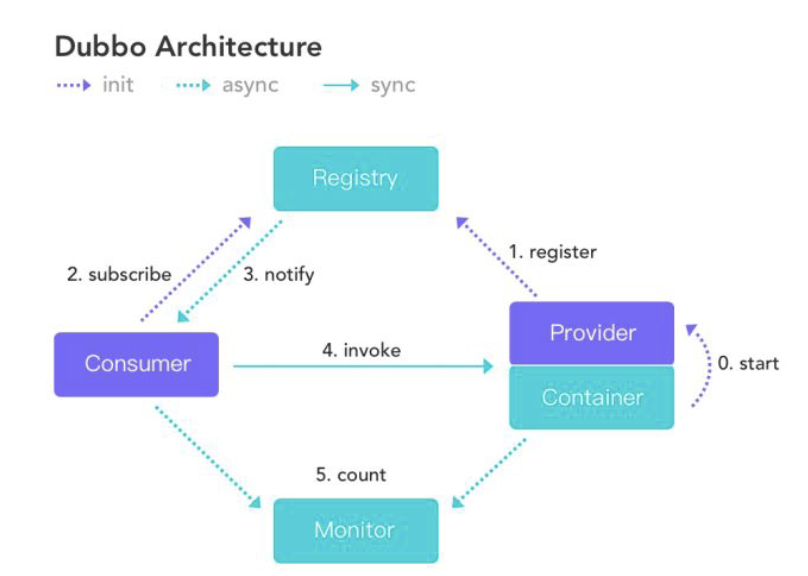 Dubbo Architecture
init async sync
Registry
1. register
2. subscribe 3. notify
Provider
4. invoke
Consumer
0. start
Container
5. count
Monitor